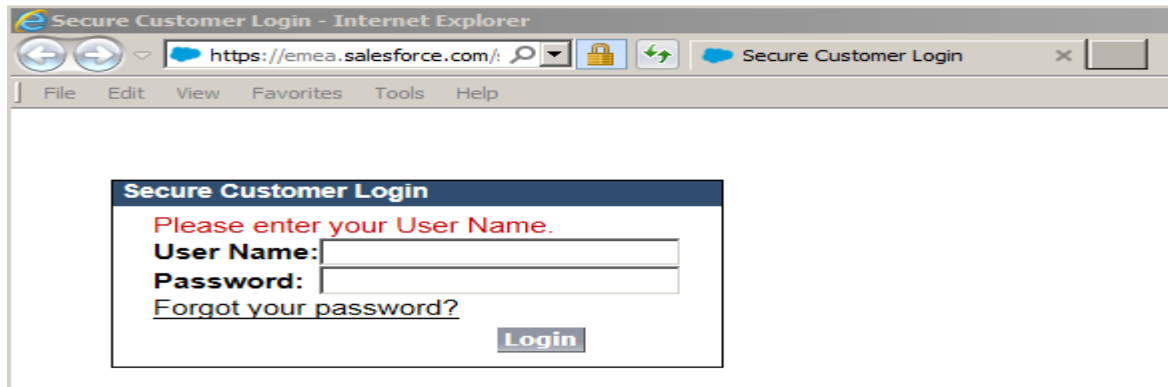 Secure Customer Login - Internet Explorer
https://emea.salesforce.com/
Secure Customer Login
File Edit View Favorites Tools Help
Secure Customer Login
Please enter your User Name.
User Name:
Password:
Forgot your password?
Login